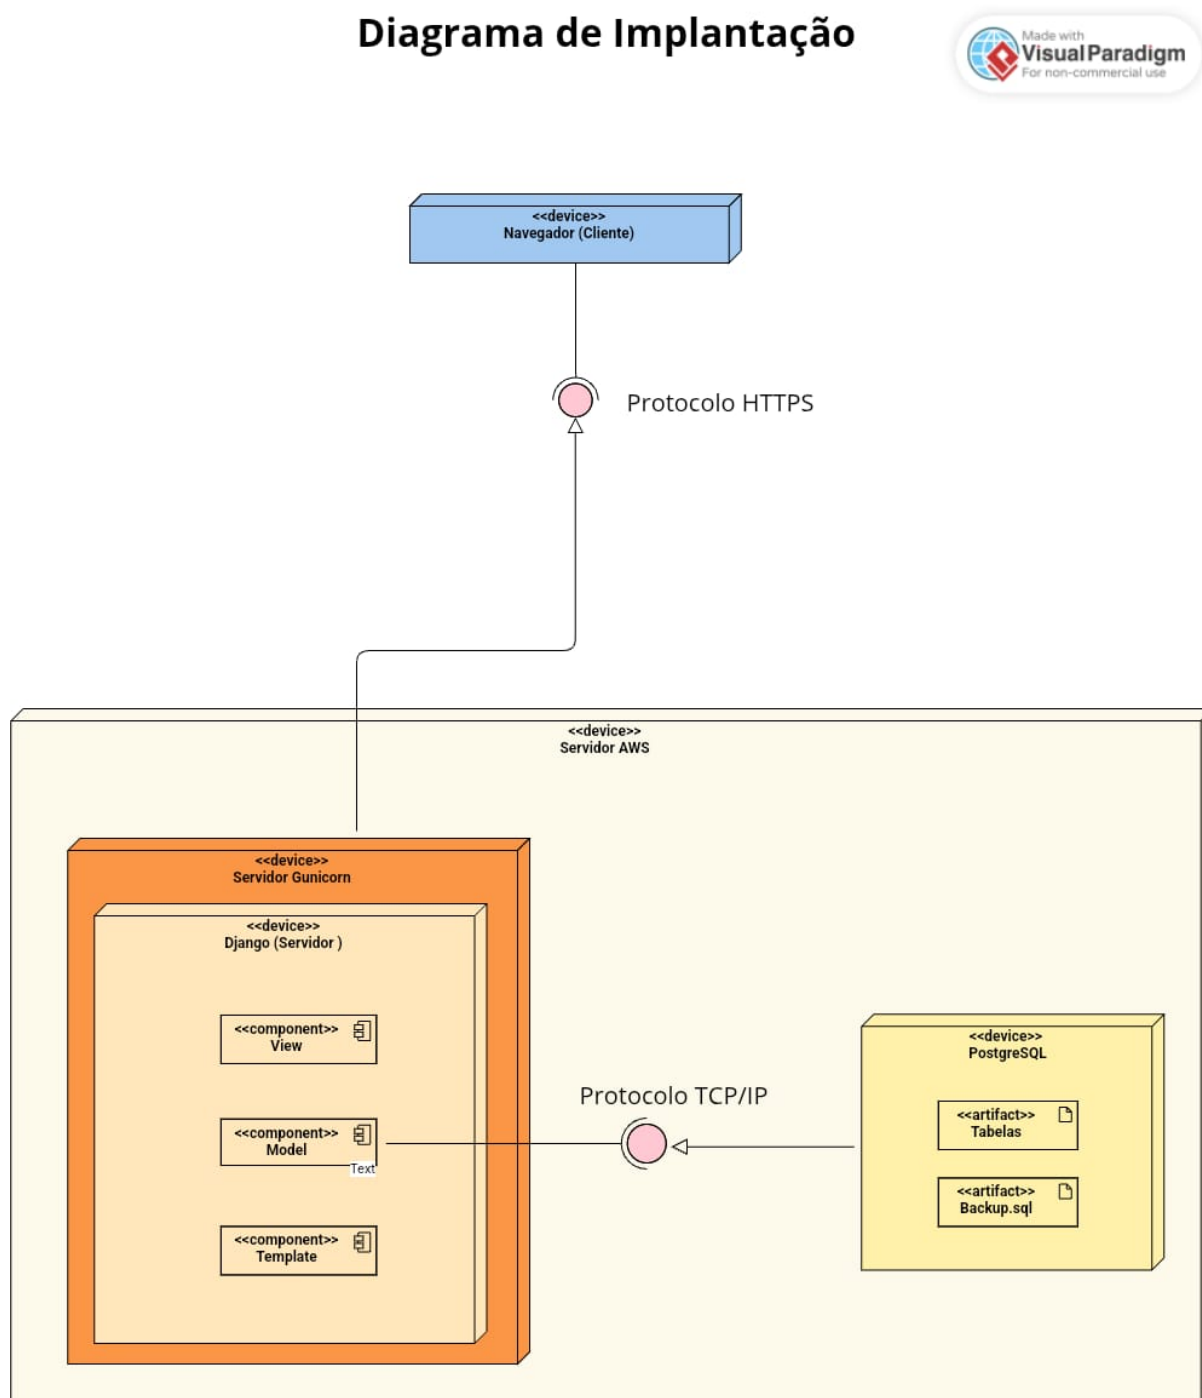 Diagrama de Implantação
Made with
Visual Paradigm
For non-commercial use
<<device>>
Navegador (Cliente)
Protocolo HTTPS
<<device>>
Servidor AWS
<<device>>
Servidor Gunicorn
<<device>>
Django (Servidor )
<<component>>
View
<<component>>
Model
Text
<<component>>
Template
Protocolo TCP/IP
<<device>>
PostgreSQL
<<artifact>>
Tabelas
<<artifact>>
Backup.sql